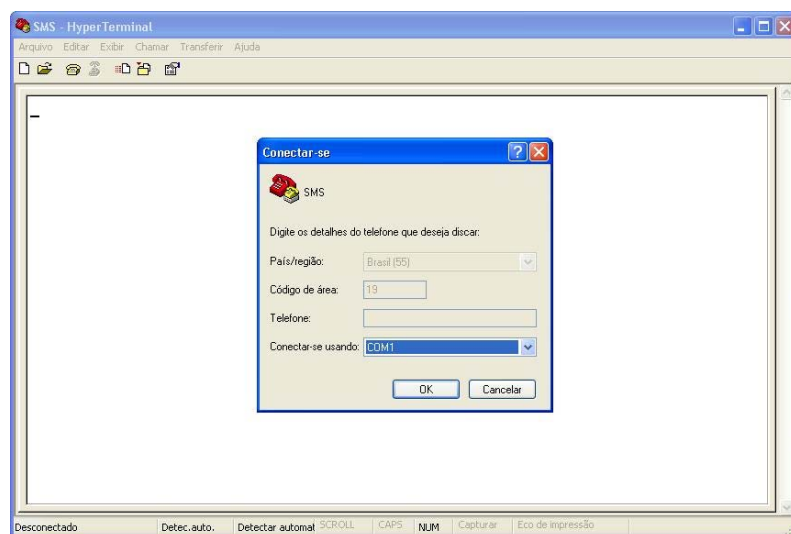 SMS - HyperTerminal
Arquivo Editar Exibir Chamar Transferir Ajuda
Conectar-se
SMS
Digite os detalhes do telefone que deseja discar:
País/região: Brasil (55)
Código de área: 19
Telefone:
Conectar-se usando: COM1
OK Cancelar
Desconectado Detec.auto. Detectar automat SCROLL CAPS NUM Capturar Eco de impressão